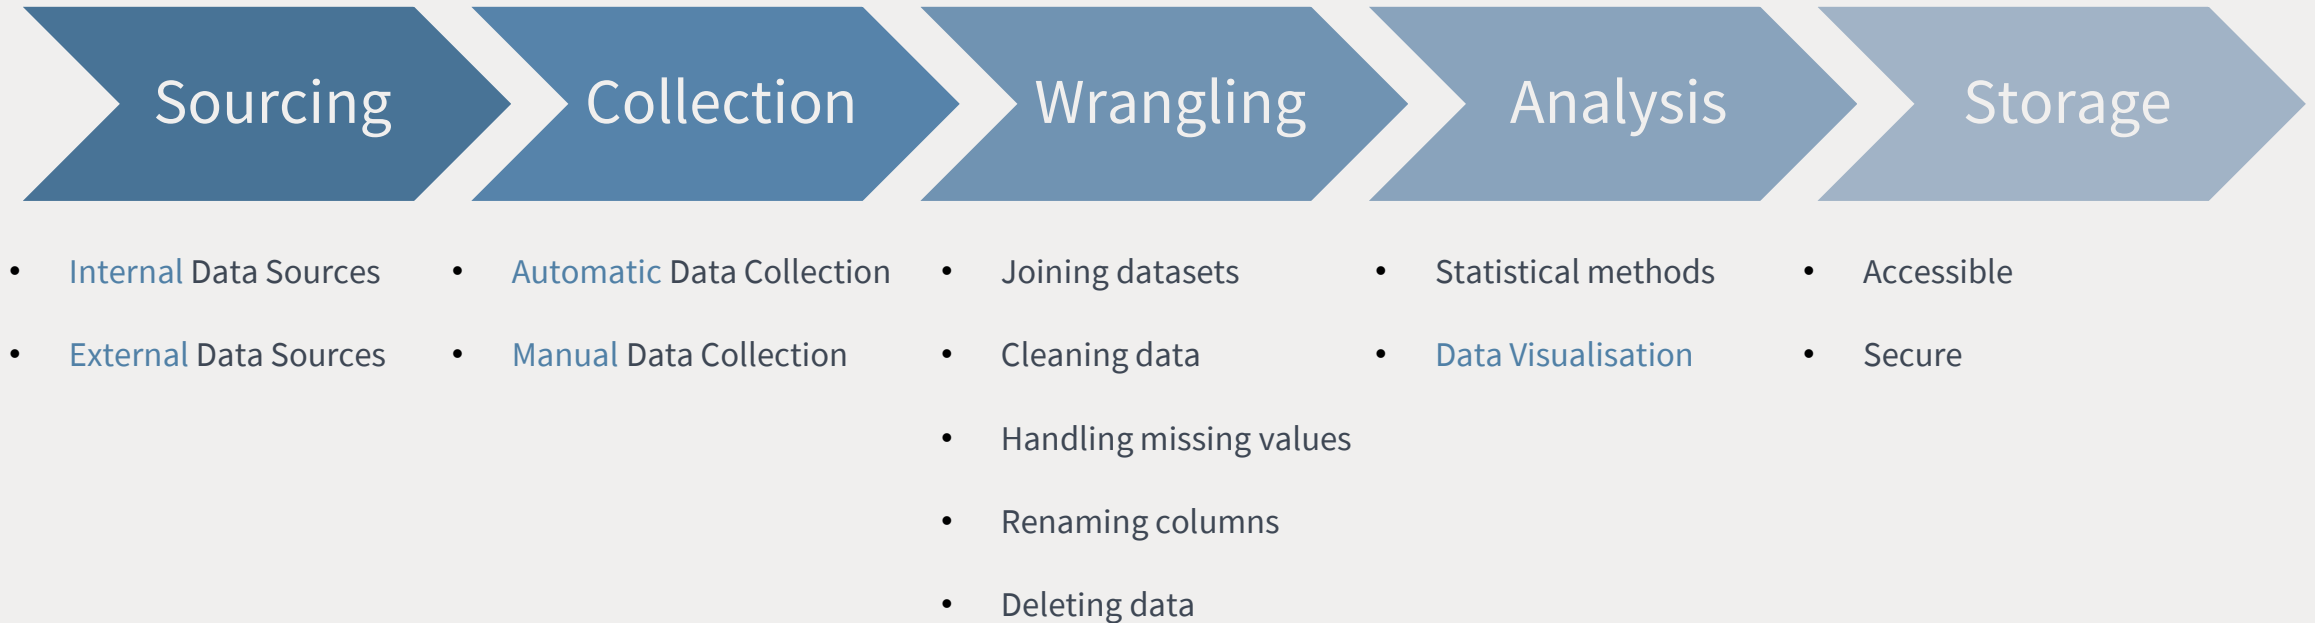 Sourcing
Collection
Wrangling
Analysis
Storage
• Internal Data Sources
• External Data Sources
• Automatic Data Collection
• Manual Data Collection
• Joining datasets
• Cleaning data
• Handling missing values
• Renaming columns
• Deleting data
• Statistical methods
• Data Visualisation
• Accessible
• Secure